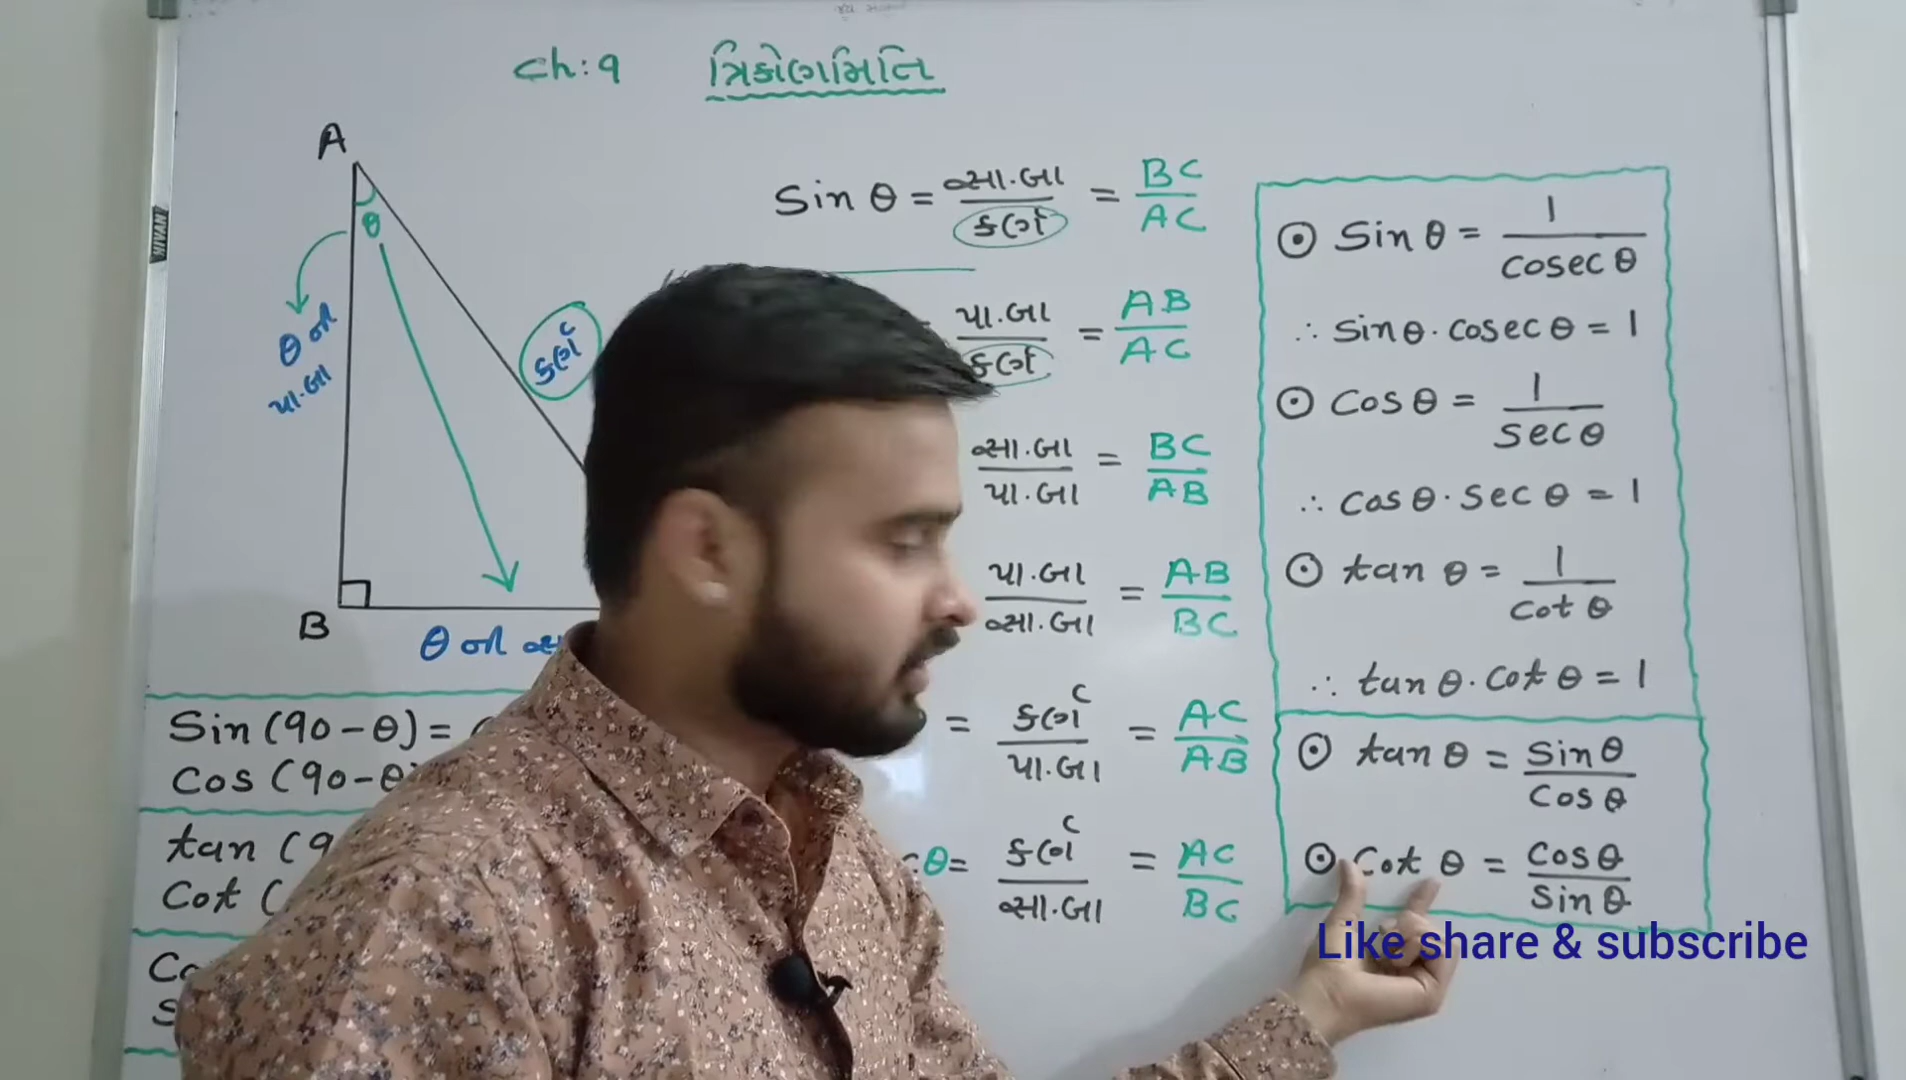 Ch: 9 ત્રિકોણમિતિ
A
θ
θ ની
પા.બા
કર્ણ
B
θ ની
Sin θ = સા.બા / કર્ણ = BC / AC
પા.બા / કર્ણ = AB / AC
સા.બા / પા.બા = BC / AB
પા.બા / સા.બા = AB / BC
= કર્ણ / પા.બા = AC / AB
θ = કર્ણ / સા.બા = AC / BC
⊙ Sin θ = 1 / cosec θ
∴ sin θ · cosec θ = 1
⊙ Cos θ = 1 / sec θ
∴ cos θ · sec θ = 1
⊙ tan θ = 1 / cot θ
∴ tan θ · cot θ = 1
⊙ tan θ = sin θ / cos θ
⊙ Cot θ = cos θ / sin θ
Sin (90 - θ) =
Cos (90 - θ
tan (9
Cot (
Like share & subscribe
HIVAN